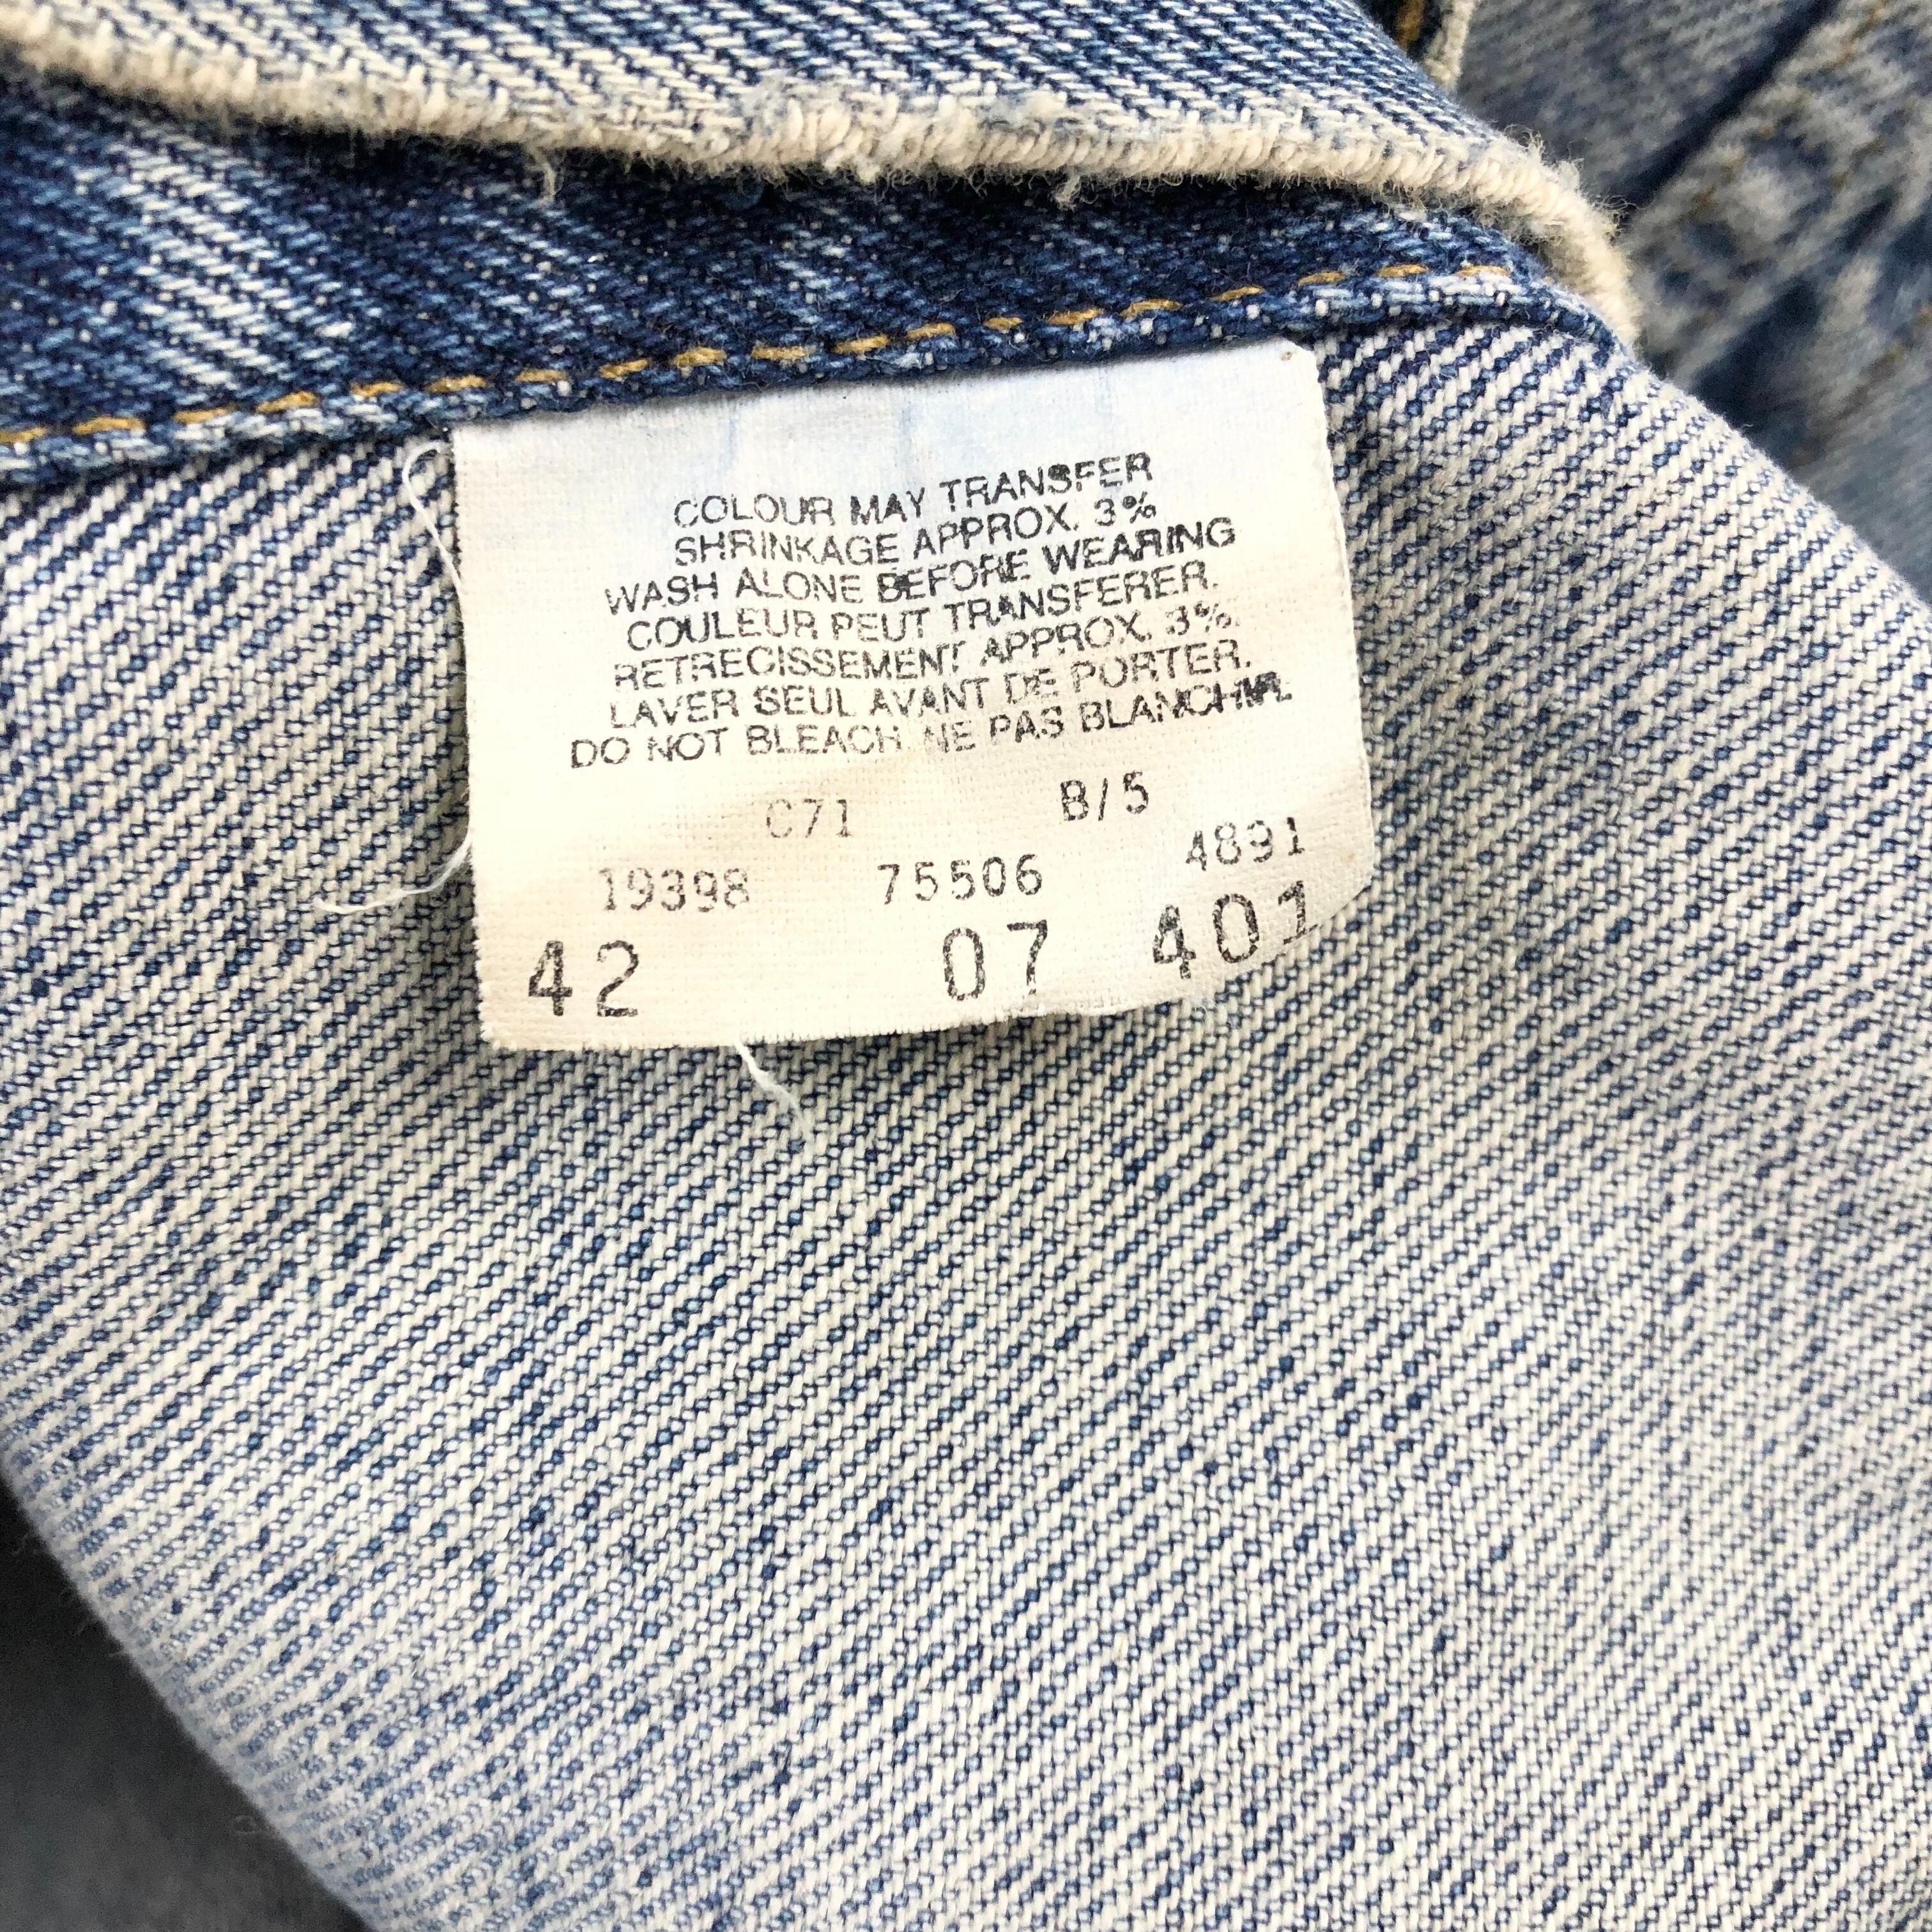 COLOUR MAY TRANSFER
SHRINKAGE APPROX. 3%
WASH ALONE BEFORE WEARING
COULEUR PEUT TRANSFERER.
RETRECISSEMENT APPROX. 3%.
LAVER SEUL AVANT DE PORTER.
DO NOT BLEACH. NE PAS
C71 B/5
19398 75506 4891
42 07 401